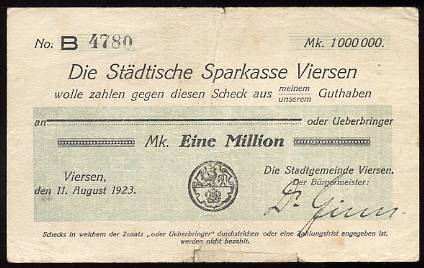 No. B 4780 Mk. 1000000.
Die Städtische Sparkasse Viersen
wolle zahlen gegen diesen Scheck aus meinem unserem Guthaben
an oder Ueberbringer
Mk. Eine Million
Viersen, den 11. August 1923.
Die Stadtgemeinde Viersen.
Der Bürgermeister:
Schecks in welchem der Zusatz „oder Ueberbringer" durchstrichen oder eine Zahlungsfrist angegeben ist,
werden nicht bezahlt.